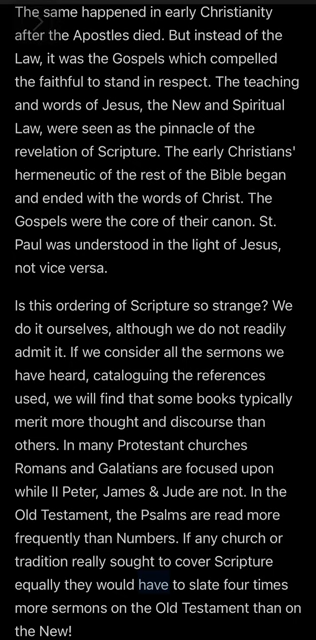 The same happened in early Christianity
after the Apostles died. But instead of the
Law, it was the Gospels which compelled
the faithful to stand in respect. The teaching
and words of Jesus, the New and Spiritual
Law, were seen as the pinnacle of the
revelation of Scripture. The early Christians'
hermeneutic of the rest of the Bible began
and ended with the words of Christ. The
Gospels were the core of their canon. St.
Paul was understood in the light of Jesus,
not vice versa.
Is this ordering of Scripture so strange? We
do it ourselves, although we do not readily
admit it. If we consider all the sermons we
have heard, cataloguing the references
used, we will find that some books typically
merit more thought and discourse than
others. In many Protestant churches
Romans and Galatians are focused upon
while II Peter, James & Jude are not. In the
Old Testament, the Psalms are read more
frequently than Numbers. If any church or
tradition really sought to cover Scripture
equally they would have to slate four times
more sermons on the Old Testament than on
the New!